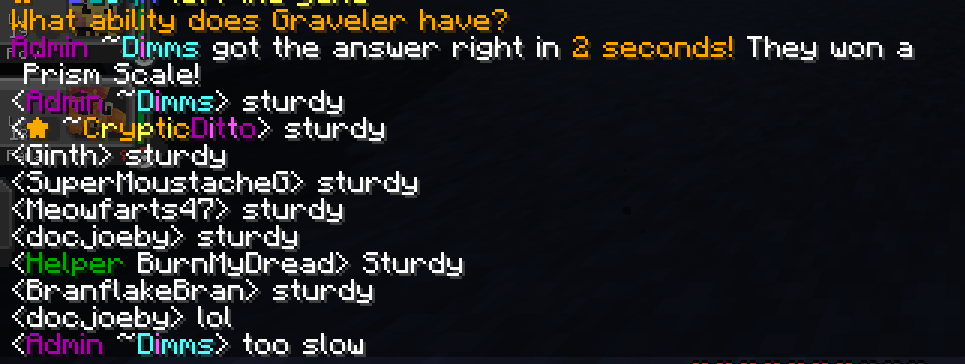 What ability does Graveler have?
Admin ~Dimms got the answer right in 2 seconds! They won a
Prism Scale!
<Admin ~Dimms> sturdy
<★ ~CrypticDitto> sturdy
<Ginth> sturdy
<SuperMoustacheG> sturdy
<Meowfarts47> sturdy
<docjoeby> sturdy
<Helper BurnMyDread> Sturdy
<BranflakeBran> sturdy
<docjoeby> lol
<Admin ~Dimms> too slow